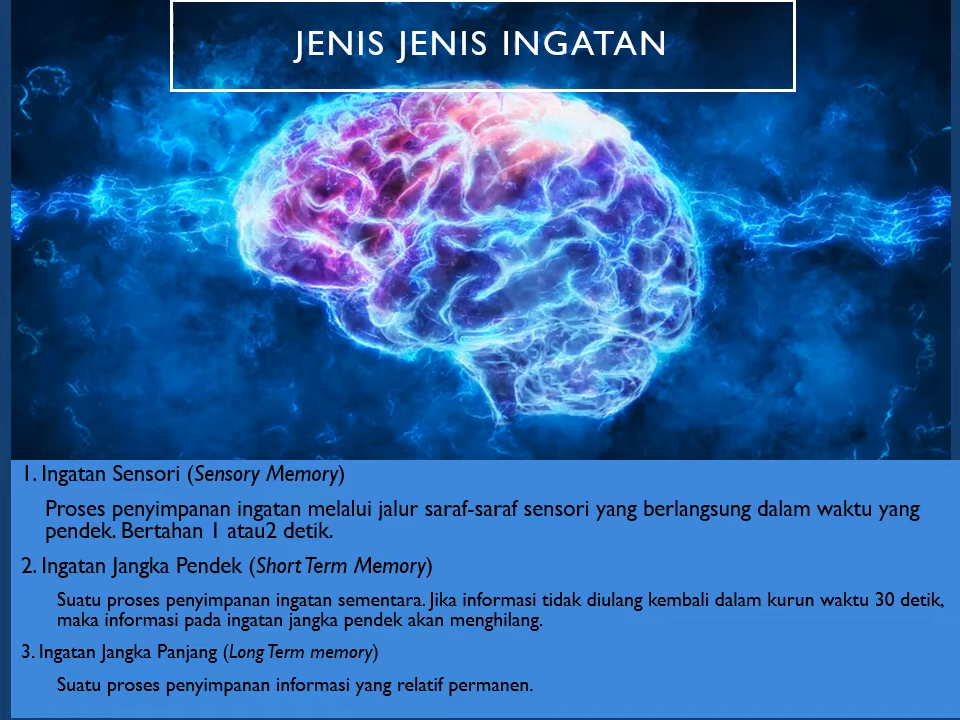 JENIS JENIS INGATAN
1. Ingatan Sensori (Sensory Memory)
Proses penyimpanan ingatan melalui jalur saraf-saraf sensori yang berlangsung dalam waktu yang
pendek. Bertahan 1 atau2 detik.
2. Ingatan Jangka Pendek (Short Term Memory)
Suatu proses penyimpanan ingatan sementara. Jika informasi tidak diulang kembali dalam kurun waktu 30 detik,
maka informasi pada ingatan jangka pendek akan menghilang.
3. Ingatan Jangka Panjang (Long Term memory)
Suatu proses penyimpanan informasi yang relatif permanen.